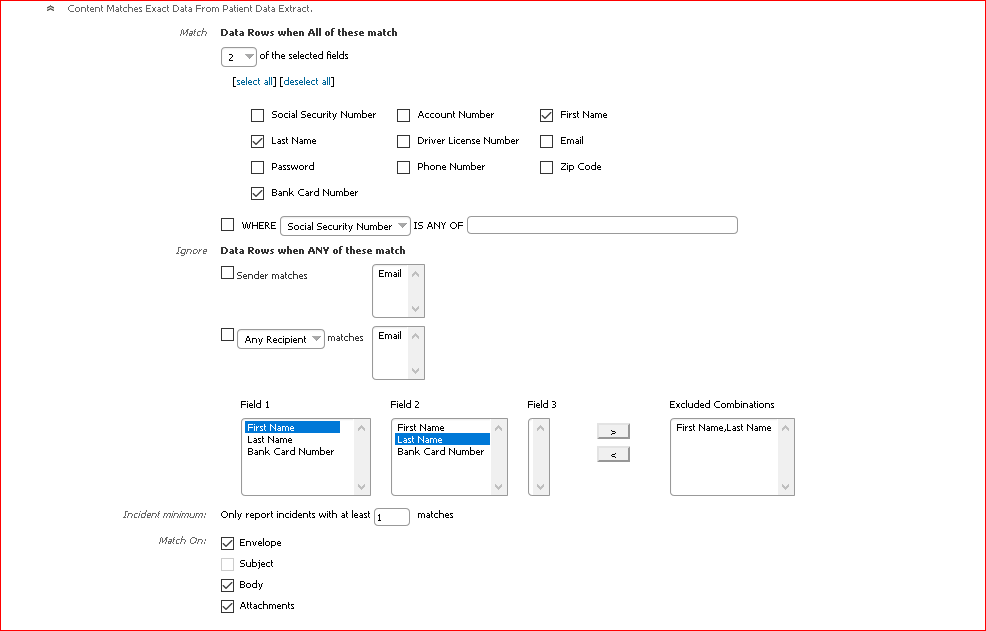 Content Matches Exact Data From Patient Data Extract.
Match Data Rows when All of these match
2 of the selected fields
[select all] [deselect all]
Social Security Number Account Number First Name
Last Name Driver License Number Email
Password Phone Number Zip Code
Bank Card Number
WHERE Social Security Number IS ANY OF
Ignore Data Rows when ANY of these match
Sender matches Email
Any Recipient matches Email
Field 1 Field 2 Field 3 Excluded Combinations
First Name First Name > First Name,Last Name
Last Name Last Name
Bank Card Number Bank Card Number <
Incident minimum: Only report incidents with at least 1 matches
Match On: Envelope
Subject
Body
Attachments